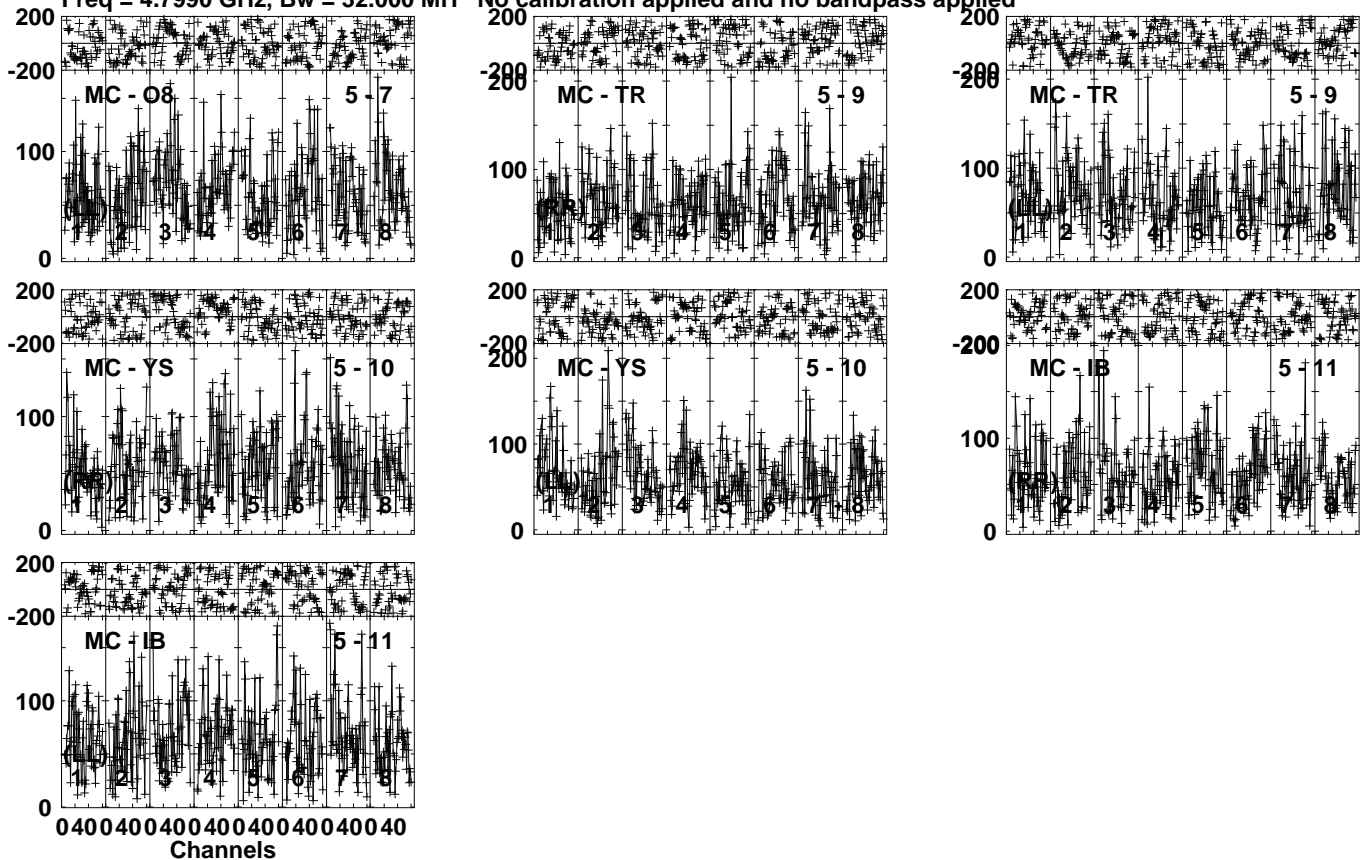 Freq = 4.7990 GHz, Bw = 32.000 MH No calibration applied and no bandpass applied
200 200 200
-200 -200 -200
200 200
MC - O8 5 - 7 MC - TR 5 - 9 MC - TR 5 - 9
100 100 100
(LL) (RR) (LL)
1 2 3 4 5 6 7 8 1 2 3 4 5 6 7 8 1 2 3 4 5 6 7 8
0 0 0
200 200 200
-200 -200 -200
200 200
MC - YS 5 - 10 MC - YS 5 - 10 MC - IB 5 - 11
100 100 100
(RR) (LL) (RR)
1 2 3 4 5 6 7 8 1 2 3 4 5 6 7 8 1 2 3 4 5 6 7 8
0 0 0
200
-200
MC - IB 5 - 11
100
(LL)
1 2 3 4 5 6 7 8
0
0 40 0 40 0 40 0 40 0 40 0 40 0 40 0 40
Channels